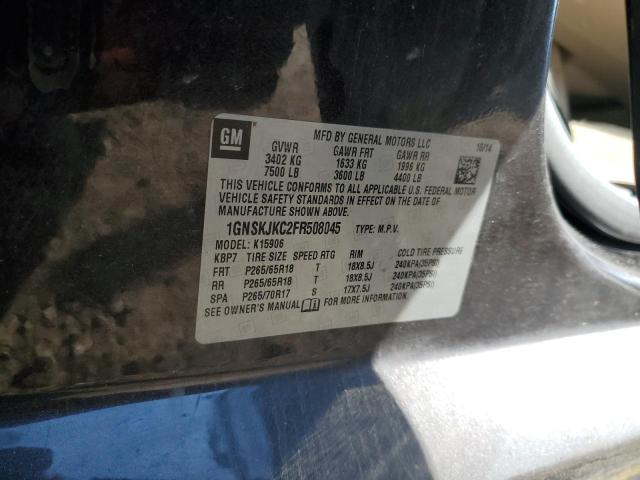 GM
MFD BY GENERAL MOTORS LLC
10/14
GVWR GAWR FRT GAWR RR
3402 KG 1633 KG 1996 KG
7500 LB 3600 LB 4400 LB
THIS VEHICLE CONFORMS TO ALL APPLICABLE U.S. FEDERAL MOTOR
VEHICLE SAFETY AND THEFT PREVENTION STANDARDS IN EFFECT ON THE DATE OF
MANUFACTURE SHOWN ABOVE.
1GNSKJKC2FR508045 TYPE: M.P.V.
MODEL: K15906
KBP7 TIRE SIZE SPEED RTG RIM COLD TIRE PRESSURE
FRT P265/65R18 T 18X8.5J 240KPA(35PSI)
RR P265/65R18 T 18X8.5J 240KPA(35PSI)
SPA P265/70R17 S 17X7.5J 240KPA(35PSI)
SEE OWNER'S MANUAL FOR MORE INFORMATION.